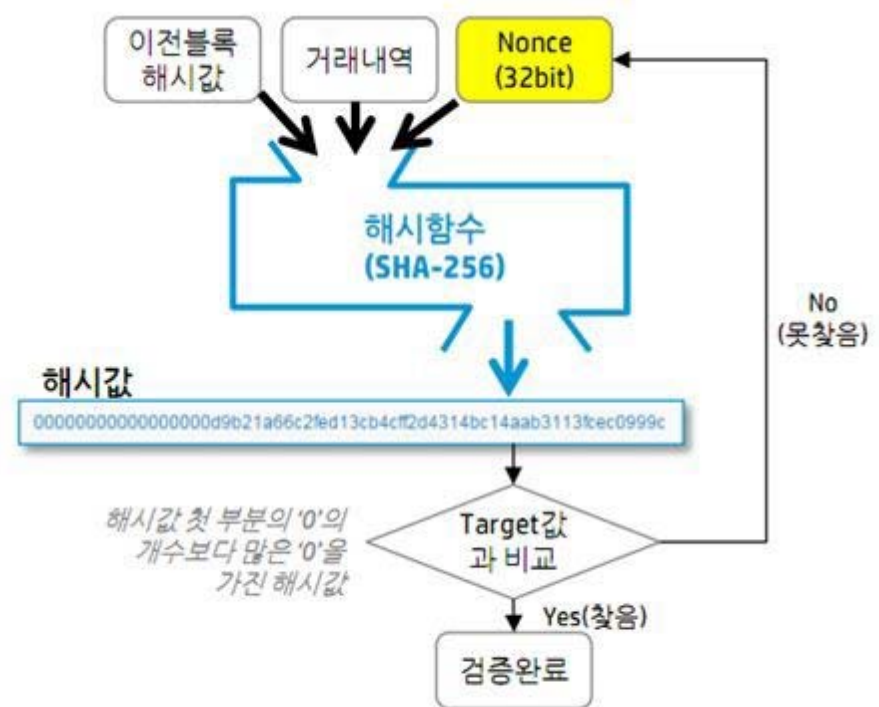 이전블록
해시값
거래내역
Nonce
(32bit)
해시함수
(SHA-256)
No
(못찾음)
해시값
00000000000000000d9b21a66c2fed13cb4cff2d4314bc14aab3113fcec0999c
해시값 첫 부분의 ‘0’의
개수보다 많은 ‘0’을
가진 해시값
Target값
과 비교
Yes(찾음)
검증완료